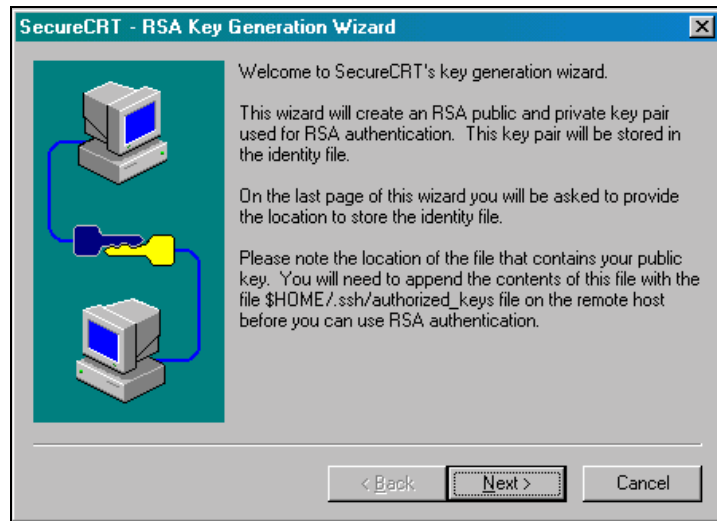 SecureCRT - RSA Key Generation Wizard
Welcome to SecureCRT's key generation wizard.
This wizard will create an RSA public and private key pair
used for RSA authentication.  This key pair will be stored in
the identity file.
On the last page of this wizard you will be asked to provide
the location to store the identity file.
Please note the location of the file that contains your public
key.  You will need to append the contents of this file with the
file $HOME/.ssh/authorized_keys file on the remote host
before you can use RSA authentication.
< Back Next > Cancel